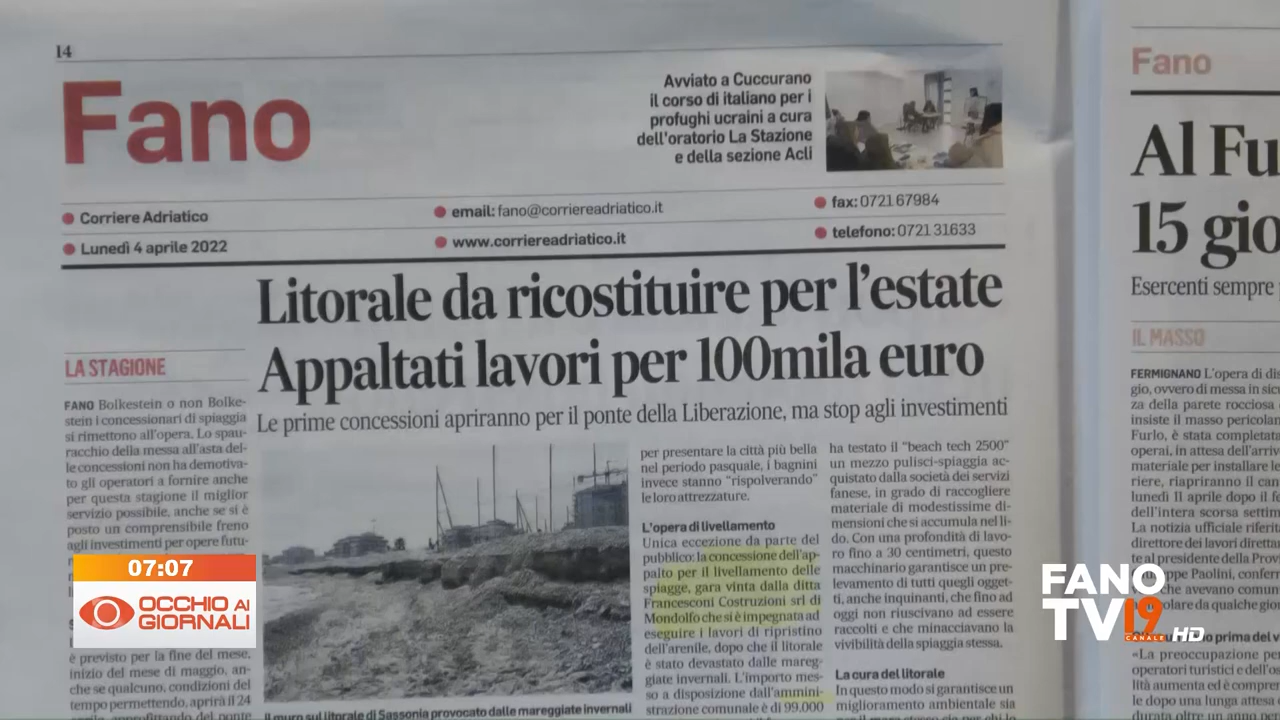 14
Fano
Avviato a Cuccurano
il corso di italiano per i
profughi ucraini a cura
dell'oratorio La Stazione
e della sezione Acli
Corriere Adriatico
Lunedì 4 aprile 2022
email: fano@corriereadriatico.it
www.corriereadriatico.it
fax: 0721 67984
telefono: 0721 31633
Litorale da ricostituire per l'estate
Appaltati lavori per 100mila euro
Le prime concessioni apriranno per il ponte della Liberazione, ma stop agli investimenti
LA STAGIONE
FANO Bolkestein o non Bolke-
stein i concessionari di spiaggia
si rimettono all'opera. Lo spau-
racchio della messa all'asta del-
le concessioni non ha demotiva-
to gli operatori a fornire anche
per questa stagione il miglior
servizio possibile, anche se si è
posto un comprensibile freno
agli investimenti per opere futu-
è previsto per la fine del mese,
inizio del mese di maggio, an-
che se qualcuno, condizioni del
tempo permettendo, aprirà il 24
aprile, approfittando del ponte
Il muro sul litorale di Sassonia provocato dalle mareggiate invernali
per presentare la città più bella
nel periodo pasquale, i bagnini
invece stanno "rispolverando"
le loro attrezzature.
L'opera di livellamento
Unica eccezione da parte del
pubblico: la concessione dell'ap-
palto per il livellamento delle
spiagge, gara vinta dalla ditta
Francesconi Costruzioni srl di
Mondolfo che si è impegnata ad
eseguire i lavori di ripristino
dell'arenile, dopo che il litorale
è stato devastato dalle mareg-
giate invernali. L'importo mes-
so a disposizione dall'ammini-
strazione comunale è di 99.000
ha testato il "beach tech 2500"
un mezzo pulisci-spiaggia ac-
quistato dalla società dei servizi
fanese, in grado di raccogliere
materiale di modestissime di-
mensioni che si accumula nel li-
do. Con una profondità di lavo-
ro fino a 30 centimetri, questo
macchinario garantisce un pre-
levamento di tutti quegli ogget-
ti, anche inquinanti, che fino ad
oggi non riuscivano ad essere
raccolti e che minacciavano la
vivibilità della spiaggia stessa.
La cura del litorale
In questo modo si garantisce un
miglioramento ambientale sia
Fano
Al Fu
15 gio
Esercenti sempre
IL MASSO
FERMIGNANO L'opera di dis
gio, ovvero di messa in sicu
za della parete rocciosa
insiste il masso pericolan
Furlo, è stata completata
operai, in attesa dell'arriv
materiale per installare le
riere, riapriranno il can
lunedì 11 aprile dopo il f
dell'intera scorsa settim
La notizia ufficiale riferit
direttore dei lavori diretta
te al presidente della Prov
ppe Paolini, conferr
che avevano comun
colare da qualche gior
o prima del v
«La preoccupazione per
operatori turistici e dell'os
lità aumenta ed è compren
le dopo una lunga attesa
07:07
OCCHIO AI
GIORNALI
FANO
TV 19
CANALE HD